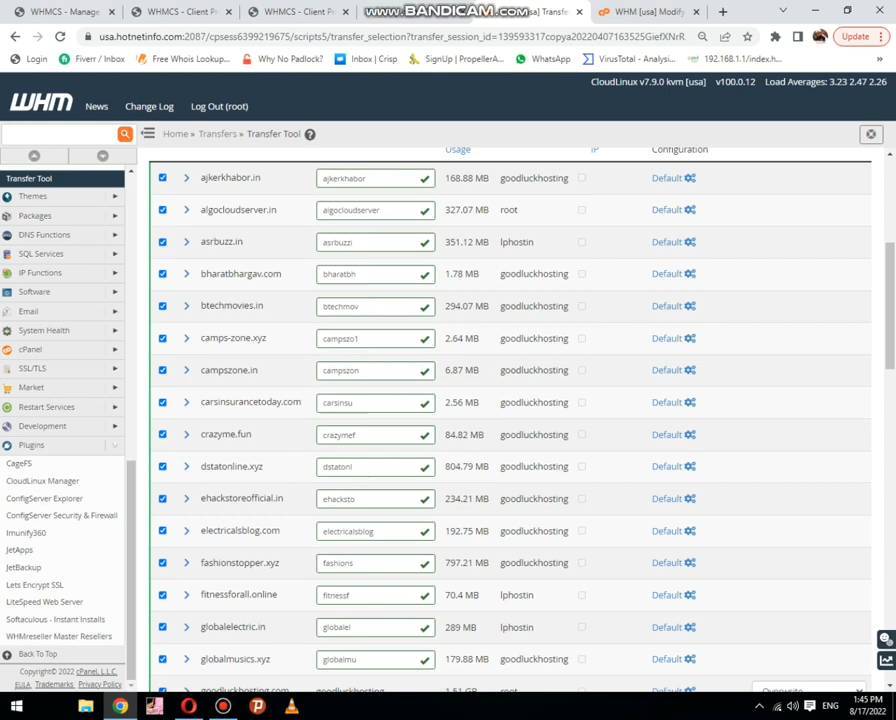 WHMCS - Manage
WHMCS - Client Pr
WHMCS - Client Pr
www.BANDICAM.com
[usa] Transfer
WHM [usa] Modify
usa.hotnetinfo.com:2087/cpsess6399219675/scripts5/transfer_selection?transfer_session_id=139593317copya20220407163525GiefXNrR
Update
Login
Fiverr / Inbox
Free Whois Lookup...
Why No Padlock?
Inbox | Crisp
SignUp | PropellerA...
WhatsApp
VirusTotal - Analysi...
192.168.1.1/index.ht...
CloudLinux v7.9.0 kvm [usa] v100.0.12 Load Averages: 3.23 2.47 2.26
WHM
News
Change Log
Log Out (root)
Home » Transfers » Transfer Tool
Transfer Tool
Themes
Packages
DNS Functions
SQL Services
IP Functions
Software
Email
System Health
cPanel
SSL/TLS
Market
Restart Services
Development
Plugins
CageFS
CloudLinux Manager
ConfigServer Explorer
ConfigServer Security & Firewall
Imunify360
JetApps
JetBackup
Lets Encrypt SSL
LiteSpeed Web Server
Softaculous - Instant Installs
WHMreseller Master Resellers
Back To Top
Copyright© 2022 cPanel, L.L.C.
EULA Trademarks Privacy Policy
Usage IP Configuration
ajkerkhabor.in ajkerkhabor 168.88 MB goodluckhosting Default
algocloudserver.in algocloudserver 327.07 MB root Default
asrbuzz.in asrbuzzi 351.12 MB lphostin Default
bharatbhargav.com bharatbh 1.78 MB goodluckhosting Default
btechmovies.in btechmov 294.07 MB goodluckhosting Default
camps-zone.xyz campszo1 2.64 MB goodluckhosting Default
campszone.in campszon 6.87 MB goodluckhosting Default
carsinsurancetoday.com carsinsu 2.56 MB goodluckhosting Default
crazyme.fun crazymef 84.82 MB goodluckhosting Default
dstatonline.xyz dstatonl 804.79 MB goodluckhosting Default
ehackstoreofficial.in ehacksto 234.21 MB goodluckhosting Default
electricalsblog.com electricalsblog 192.75 MB goodluckhosting Default
fashionstopper.xyz fashions 797.21 MB goodluckhosting Default
fitnessforall.online fitnessf 70.4 MB lphostin Default
globalelectric.in globalel 289 MB lphostin Default
globalmusics.xyz globalmu 179.88 MB goodluckhosting Default
goodluckhosting.com goodluckhosting 1.51 GB root Overwrite
ENG
1:45 PM
8/17/2022